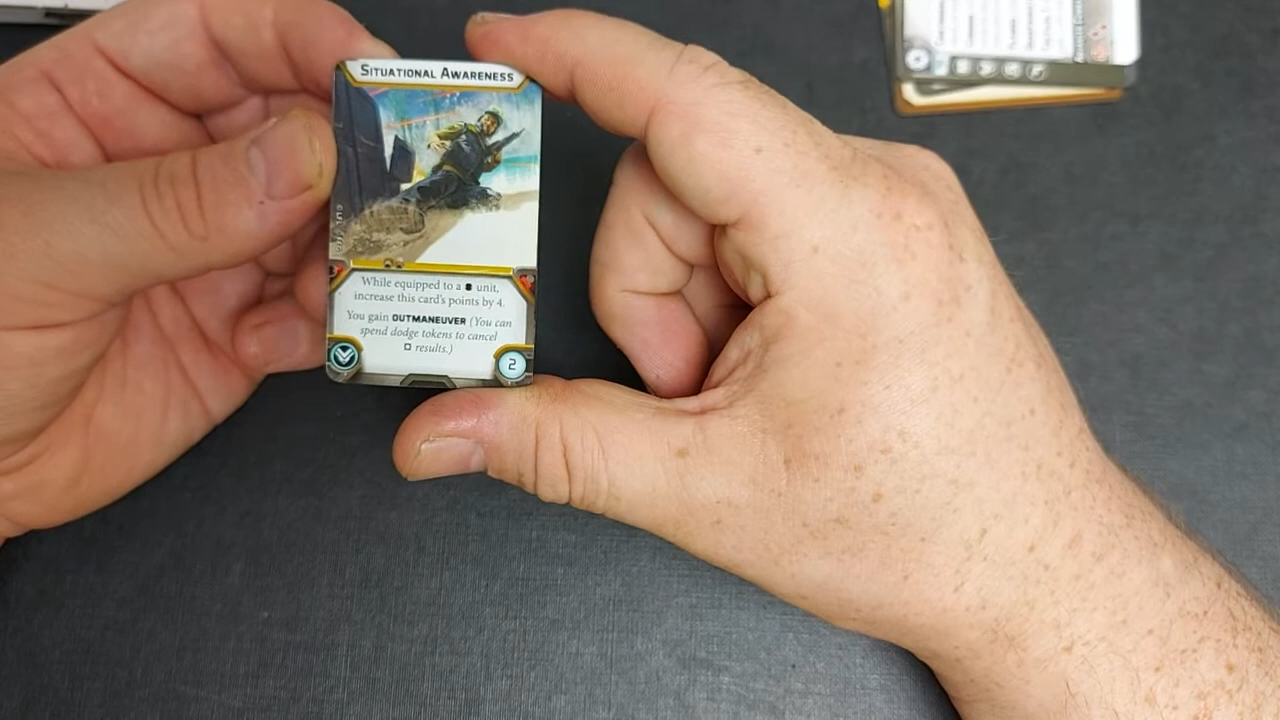 SITUATIONAL AWARENESS
While equipped to a unit,
increase this card's points by 4.
You gain OUTMANEUVER (You can
spend dodge tokens to cancel
results.)
2